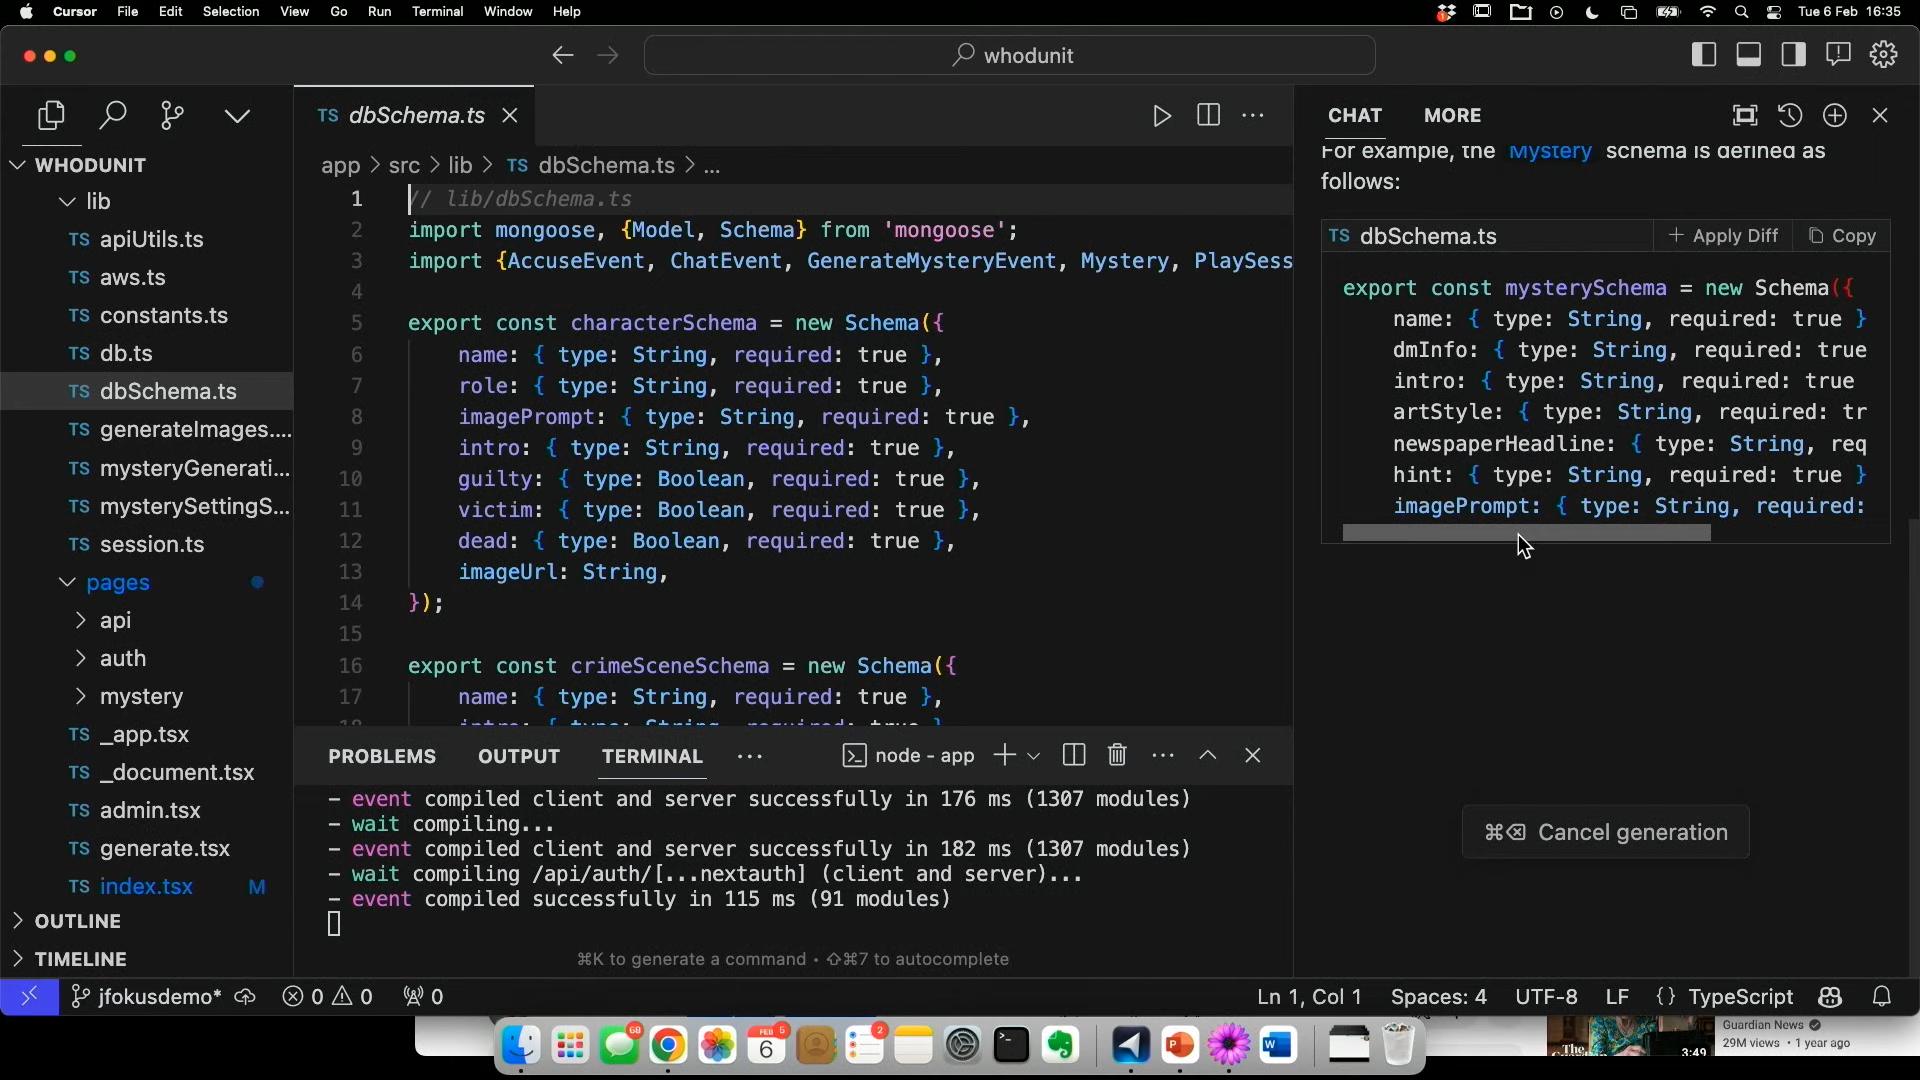 Cursor File Edit Selection View Go Run Terminal Window Help
1
Tue 6 Feb 16:35
whodunit
WHODUNIT
lib
TS apiUtils.ts
TS aws.ts
TS constants.ts
TS db.ts
TS dbSchema.ts
TS generateImages....
TS mysteryGenerati...
TS mysterySettingS...
TS session.ts
pages
api
auth
mystery
TS _app.tsx
TS _document.tsx
TS admin.tsx
TS generate.tsx
TS index.tsx M
OUTLINE
TIMELINE
TS dbSchema.ts
app > src > lib > TS dbSchema.ts > ...
1 // lib/dbSchema.ts
2 import mongoose, {Model, Schema} from 'mongoose';
3 import {AccuseEvent, ChatEvent, GenerateMysteryEvent, Mystery, PlaySess
4
5 export const characterSchema = new Schema({
6 name: { type: String, required: true },
7 role: { type: String, required: true },
8 imagePrompt: { type: String, required: true },
9 intro: { type: String, required: true },
10 guilty: { type: Boolean, required: true },
11 victim: { type: Boolean, required: true },
12 dead: { type: Boolean, required: true },
13 imageUrl: String,
14 });
15
16 export const crimeSceneSchema = new Schema({
17 name: { type: String, required: true },
18 intro: { type: String, required: true },
PROBLEMS OUTPUT TERMINAL ... node - app
- event compiled client and server successfully in 176 ms (1307 modules)
- wait compiling...
- event compiled client and server successfully in 182 ms (1307 modules)
- wait compiling /api/auth/[...nextauth] (client and server)...
- event compiled successfully in 115 ms (91 modules)
⌘K to generate a command · ⇧⌘7 to autocomplete
CHAT MORE
For example, the Mystery schema is defined as
follows:
TS dbSchema.ts + Apply Diff Copy
export const mysterySchema = new Schema({
name: { type: String, required: true }
dmInfo: { type: String, required: true
intro: { type: String, required: true
artStyle: { type: String, required: tr
newspaperHeadline: { type: String, req
hint: { type: String, required: true }
imagePrompt: { type: String, required:
⌘⌫ Cancel generation
jfokusdemo* 0 0 0
Ln 1, Col 1 Spaces: 4 UTF-8 LF {} TypeScript
68
FEB 5
6
2
P
W
The
3:49
Guardian News
29M views • 1 year ago